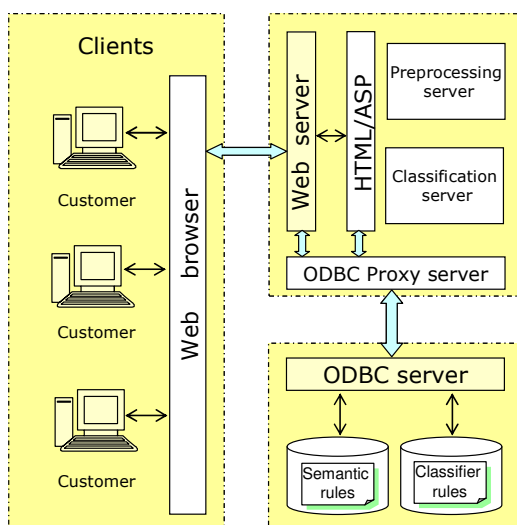 Clients
Customer
Customer
Customer
Web browser
Web server
HTML/ASP
Preprocessing
server
Classification
server
ODBC Proxy server
ODBC server
Semantic
rules
Classifier
rules